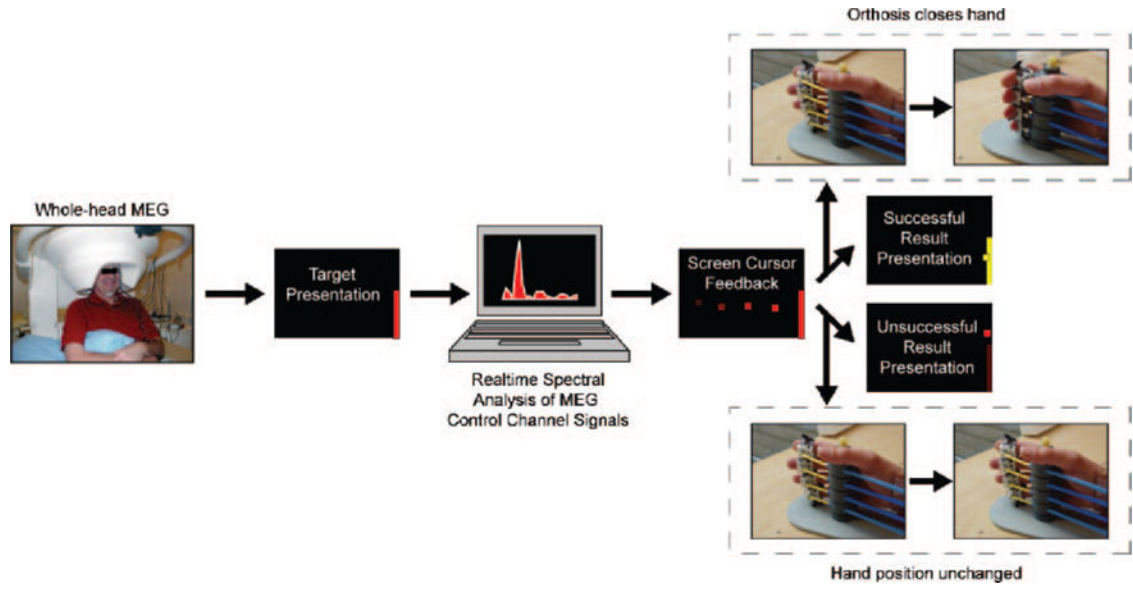 Orthosis closes hand
Whole-head MEG
Target
Presentation
Screen Cursor
Feedback
Successful
Result
Presentation
Unsuccessful
Result
Presentation
Realtime Spectral
Analysis of MEG
Control Channel Signals
Hand position unchanged